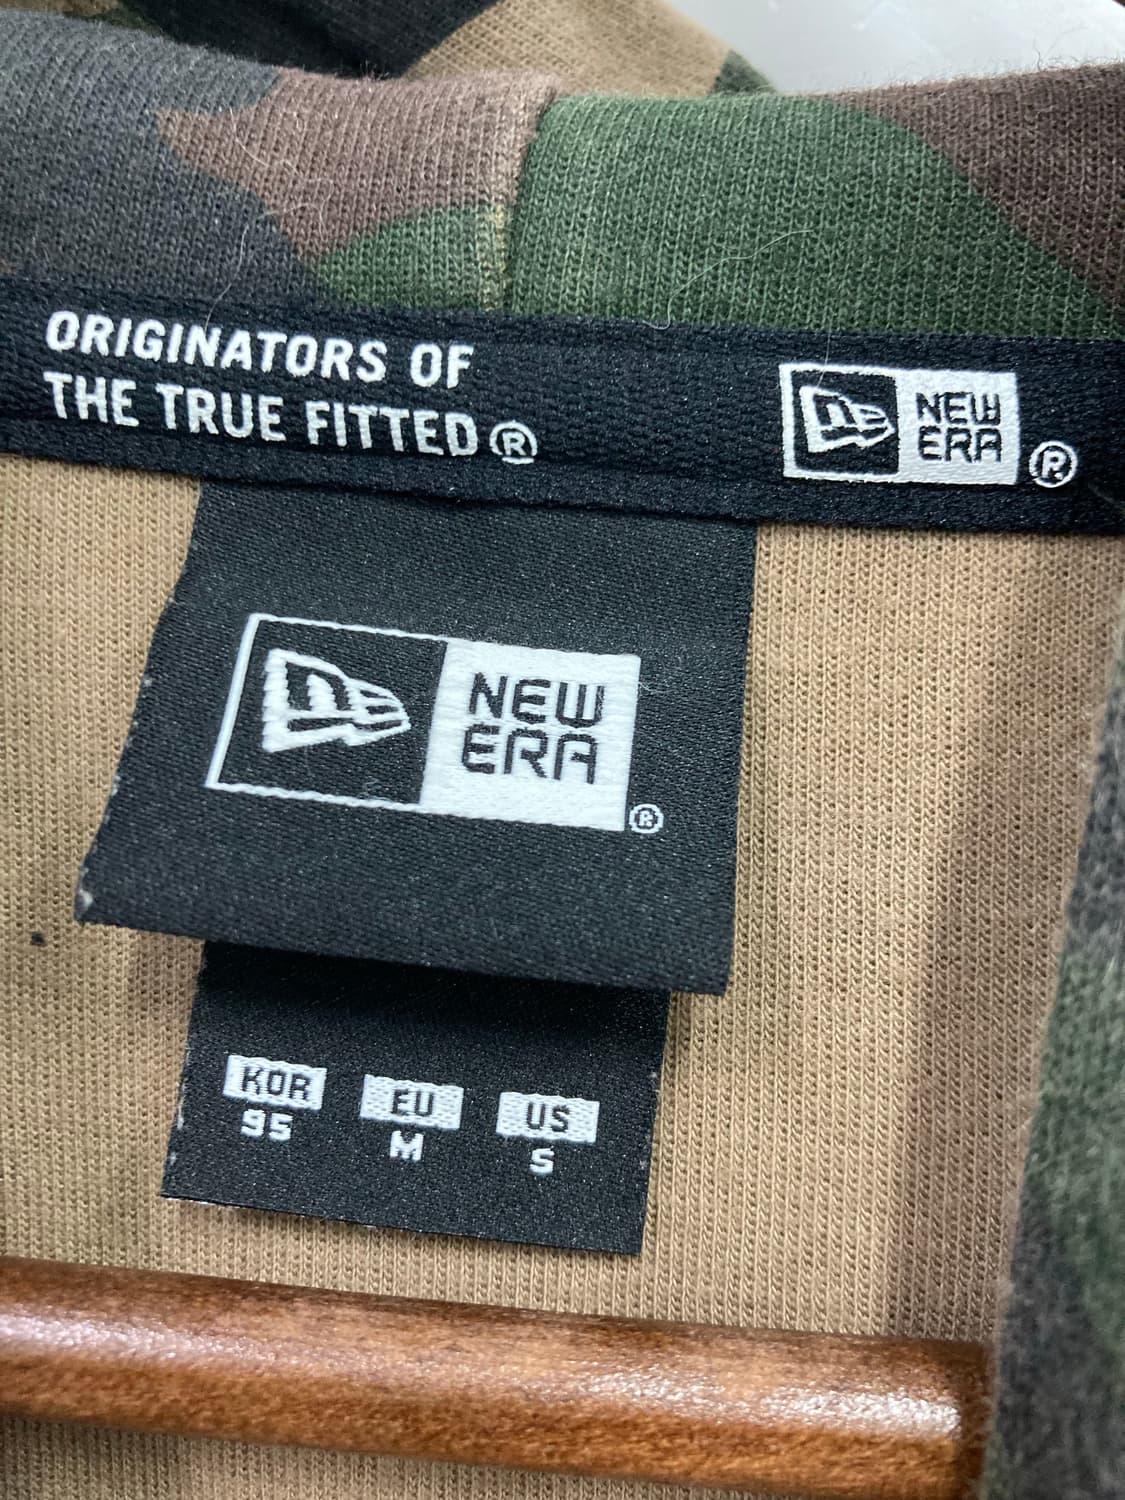 ORIGINATORS OF
THE TRUE FITTED®
NEW
ERA®
NEW
ERA®
KOR EU US
95 M S